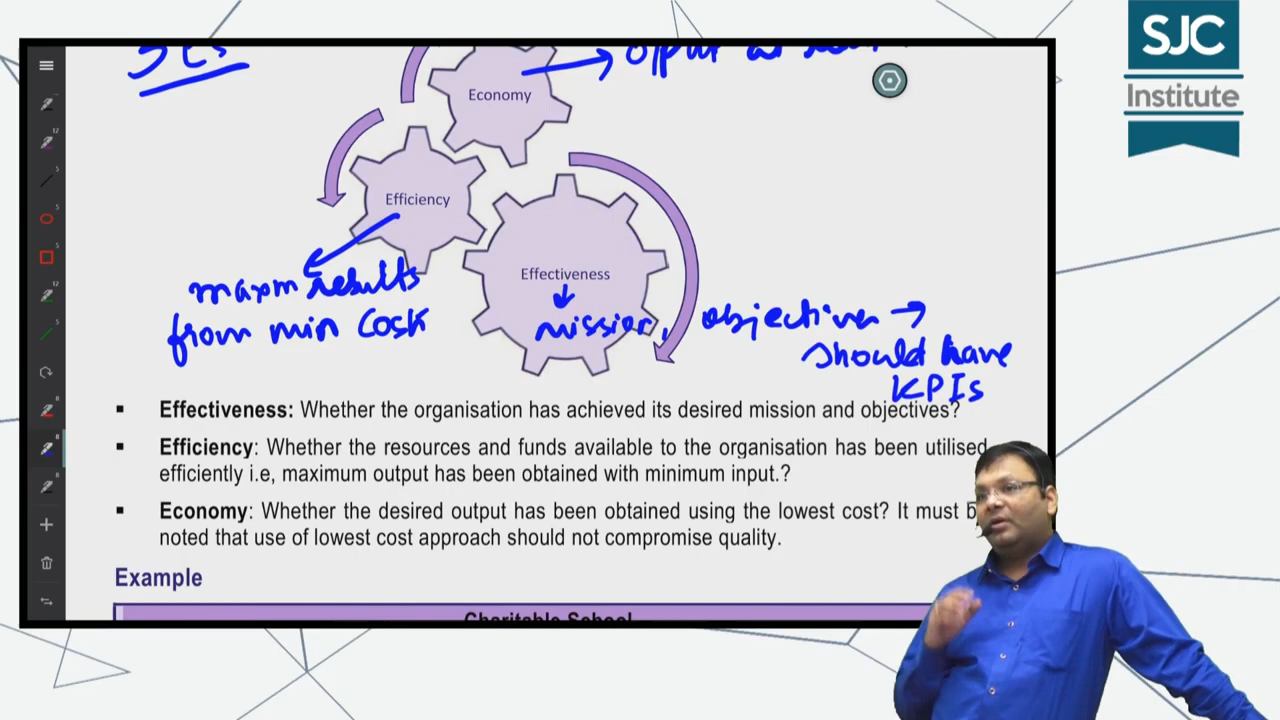 SJC
Institute
3 Es
Economy
Efficiency
Effectiveness
maxm results
from min Cost
mission, objectives →
should have
KPIs
▪ Effectiveness: Whether the organisation has achieved its desired mission and objectives?
▪ Efficiency: Whether the resources and funds available to the organisation has been utilised
efficiently i.e, maximum output has been obtained with minimum input.?
▪ Economy: Whether the desired output has been obtained using the lowest cost? It must b
noted that use of lowest cost approach should not compromise quality.
Example
Charitable School